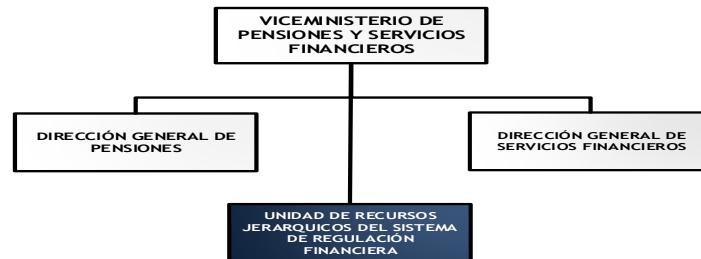 VICEMINISTERIO DE
PENSIONES Y SERVICIOS
FINANCIEROS
DIRECCIÓN GENERAL DE
PENSIONES
DIRECCIÓN GENERAL DE
SERVICIOS FINANCIEROS
UNIDAD DE RECURSOS
JERARQUICOS DEL SISTEMA
DE REGULACIÓN
FINANCIERA